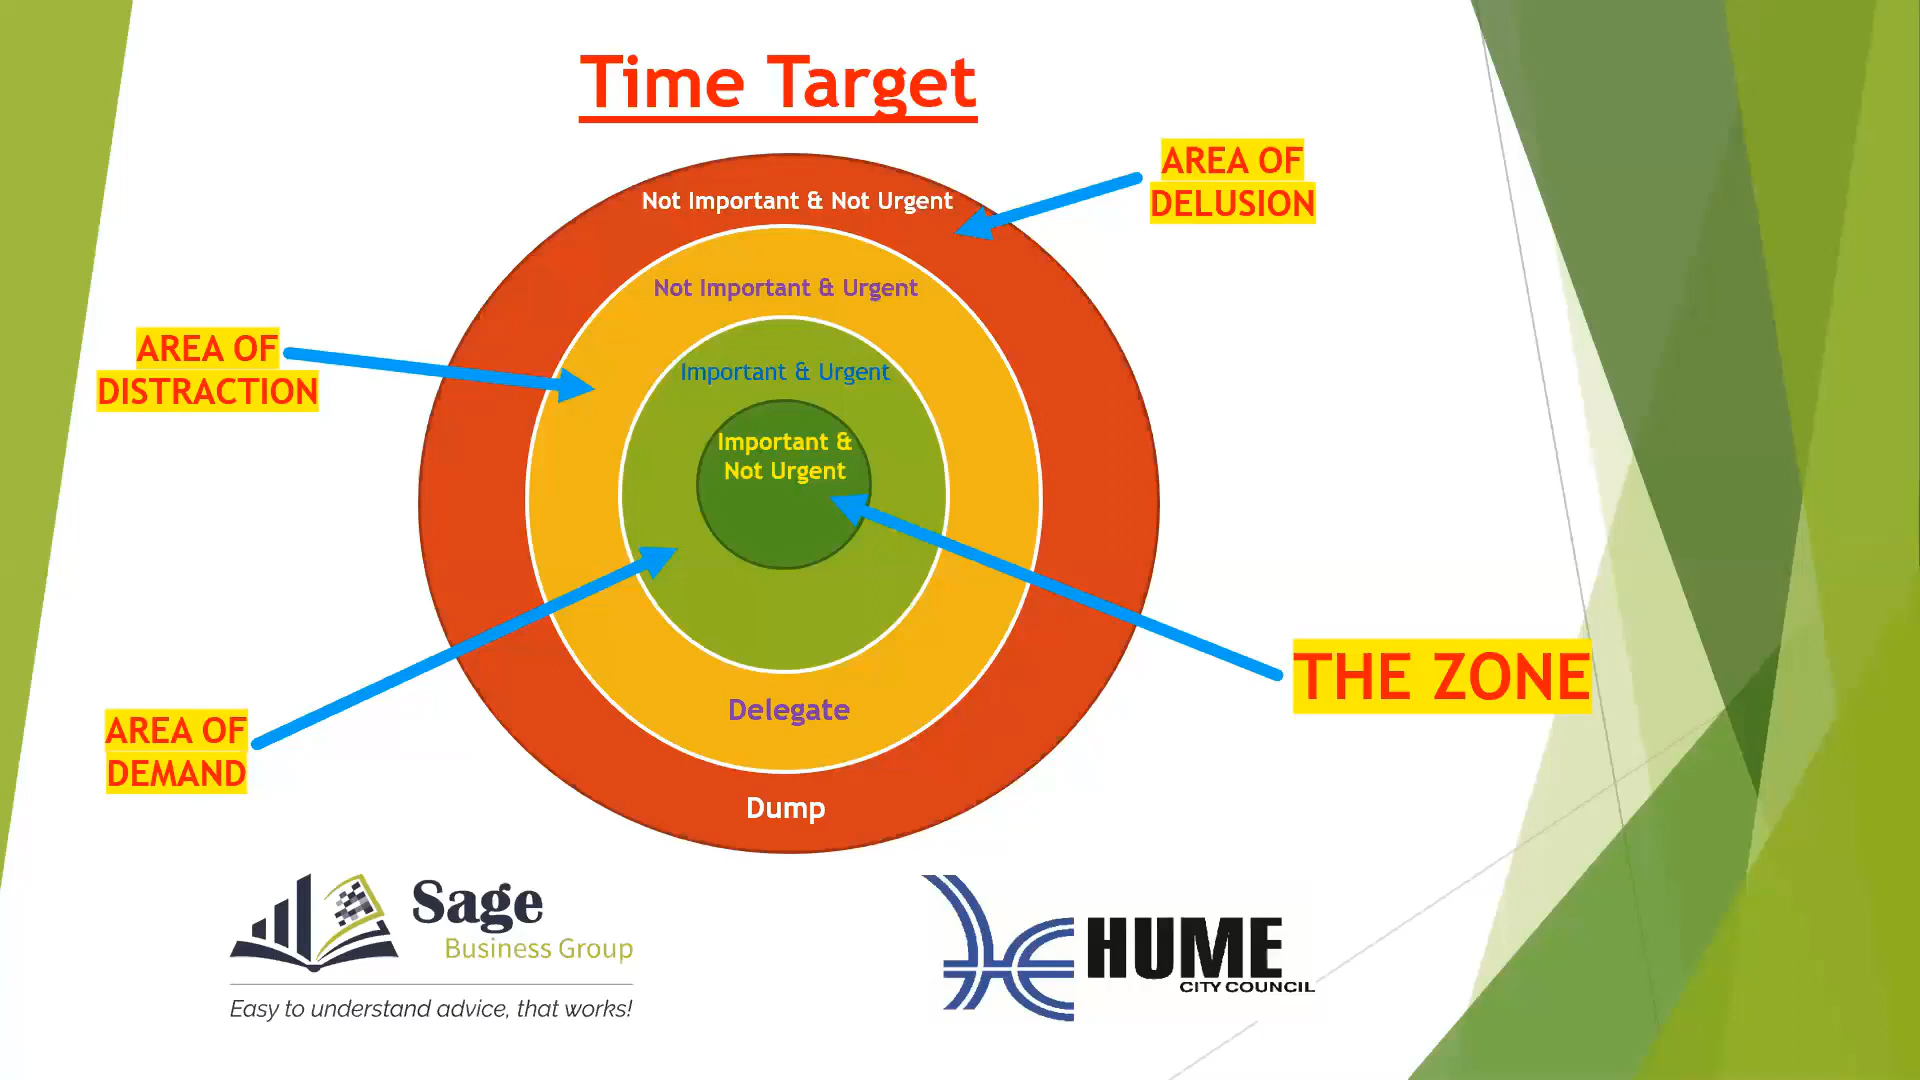 Time Target
AREA OF
DELUSION
Not Important & Not Urgent
Not Important & Urgent
AREA OF
DISTRACTION
Important & Urgent
Important &
Not Urgent
THE ZONE
Delegate
AREA OF
DEMAND
Dump
Sage
Business Group
Easy to understand advice, that works!
HUME
CITY COUNCIL